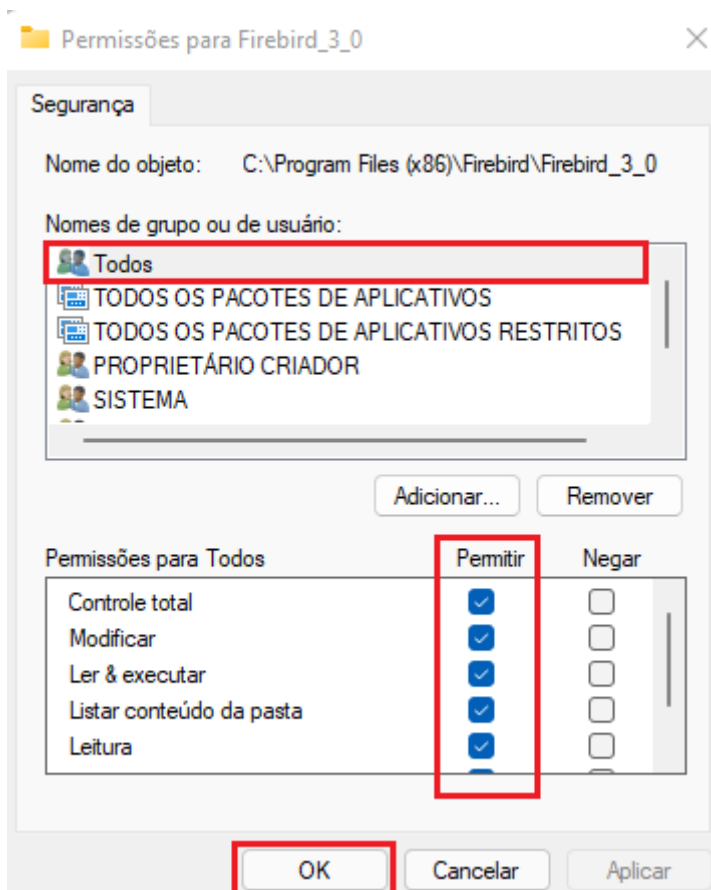 Permissões para Firebird_3_0
Segurança
Nome do objeto: C:\Program Files (x86)\Firebird\Firebird_3_0
Nomes de grupo ou de usuário:
Todos
TODOS OS PACOTES DE APLICATIVOS
TODOS OS PACOTES DE APLICATIVOS RESTRITOS
PROPRIETÁRIO CRIADOR
SISTEMA
Adicionar... Remover
Permissões para Todos Permitir Negar
Controle total
Modificar
Ler & executar
Listar conteúdo da pasta
Leitura
OK Cancelar Aplicar